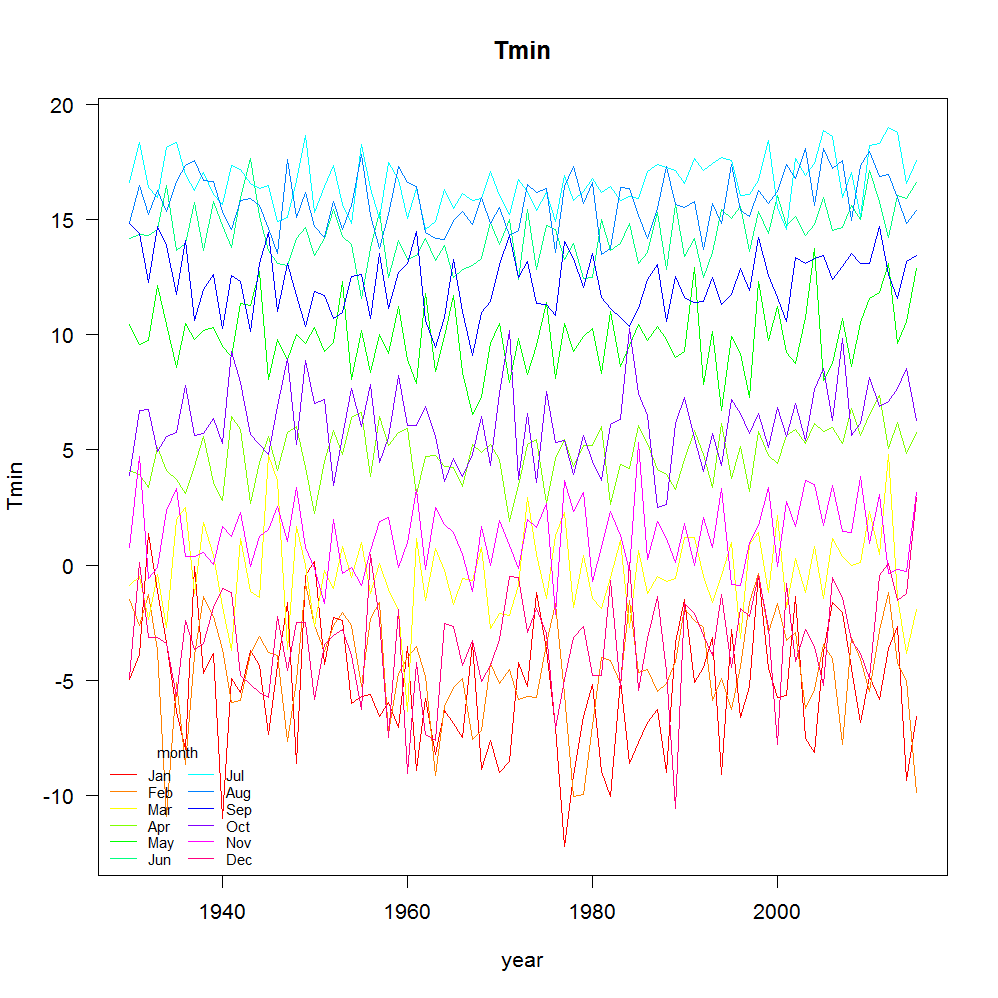 Tmin
20
15
10
5
0
-5
-10
Tmin
month
Jan Jul
Feb Aug
Mar Sep
Apr Oct
May Nov
Jun Dec
1940 1960 1980 2000
year